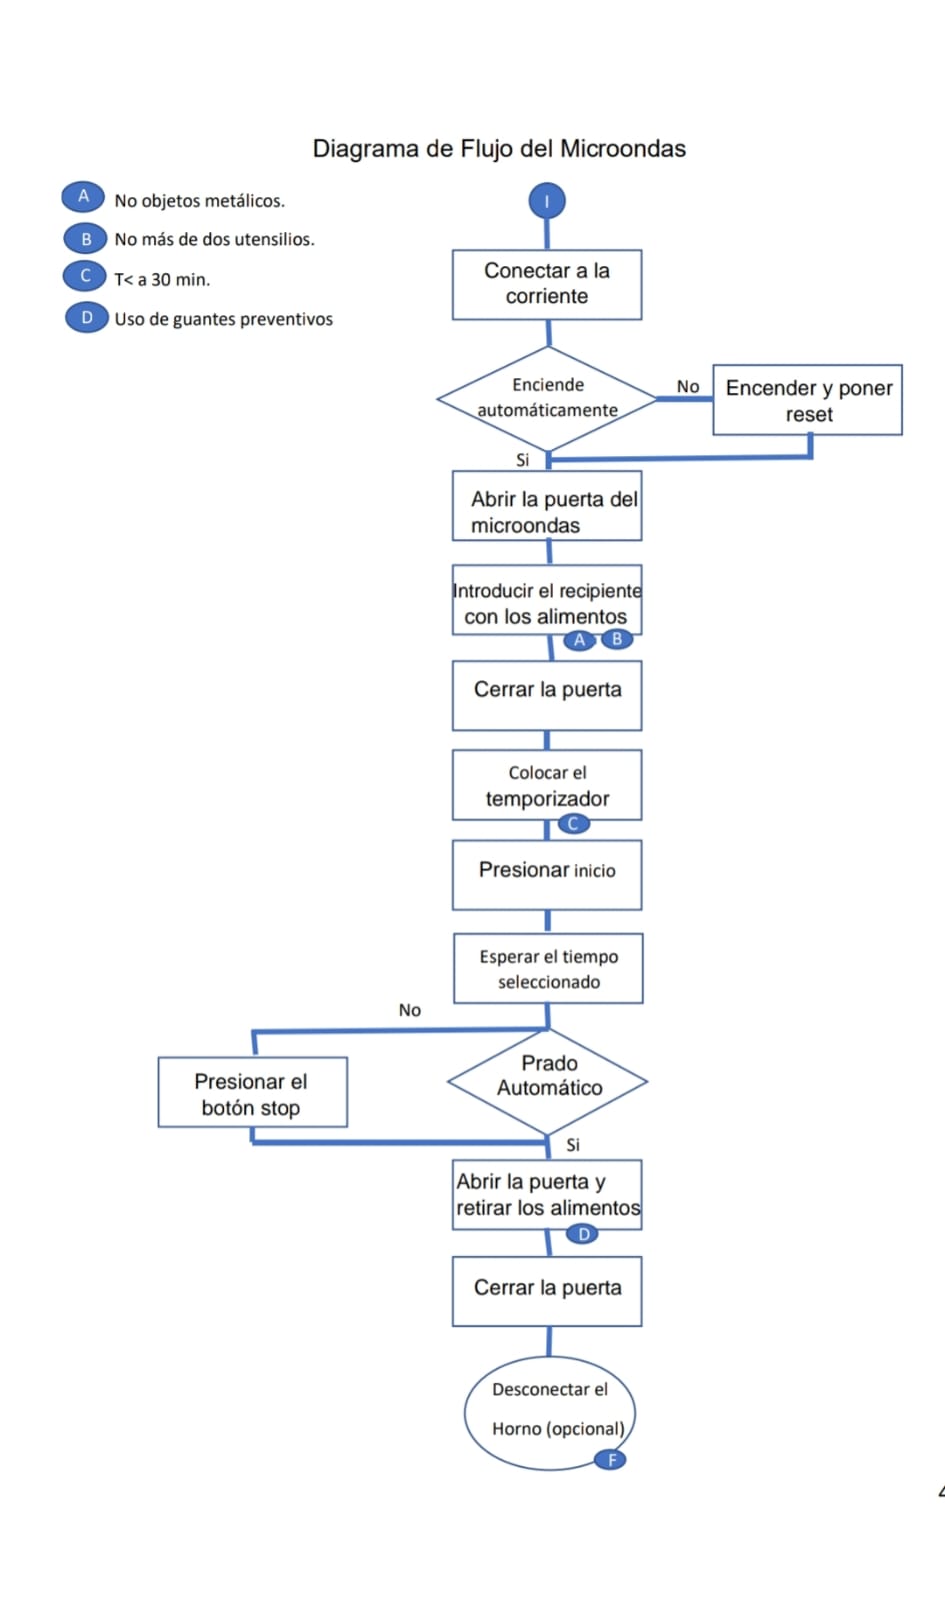 Diagrama de Flujo del Microondas
A No objetos metálicos.
B No más de dos utensilios.
C T< a 30 min.
D Uso de guantes preventivos
I
Conectar a la
corriente
Enciende
automáticamente
No
Encender y poner
reset
Si
Abrir la puerta del
microondas
Introducir el recipiente
con los alimentos
A B
Cerrar la puerta
Colocar el
temporizador
C
Presionar inicio
Esperar el tiempo
seleccionado
No
Prado
Automático
Presionar el
botón stop
Si
Abrir la puerta y
retirar los alimentos
D
Cerrar la puerta
Desconectar el
Horno (opcional)
F